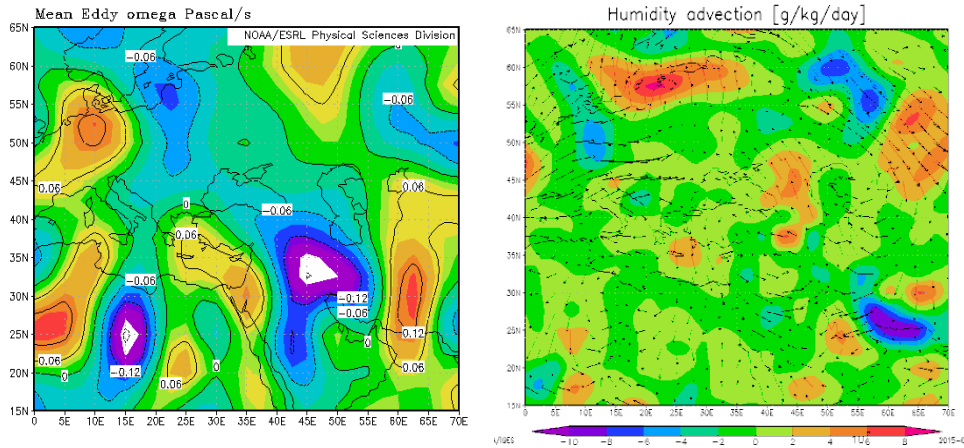 Mean Eddy omega Pascal/s
NOAA/ESRL Physical Sciences Division
65N
60N
55N
50N
45N
40N
35N
30N
25N
20N
15N
0E 5E 10E 15E 20E 25E 30E 35E 40E 45E 50E 55E 60E 65E 70E
-0.06
-0.06
0.06
0
-0.06
0.06
0.06
-0.06
-0.12
-0.06
0.12
-0.06
0
-0.12
0.06
0
0.06
Humidity advection [g/kg/day]
65N
60N
55N
50N
45N
40N
35N
30N
25N
20N
15N
0 5E 10E 15E 20E 25E 30E 35E 40E 45E 50E 55E 60E 65E 70E
-10 -8 -6 -4 -2 0 2 4 6 8